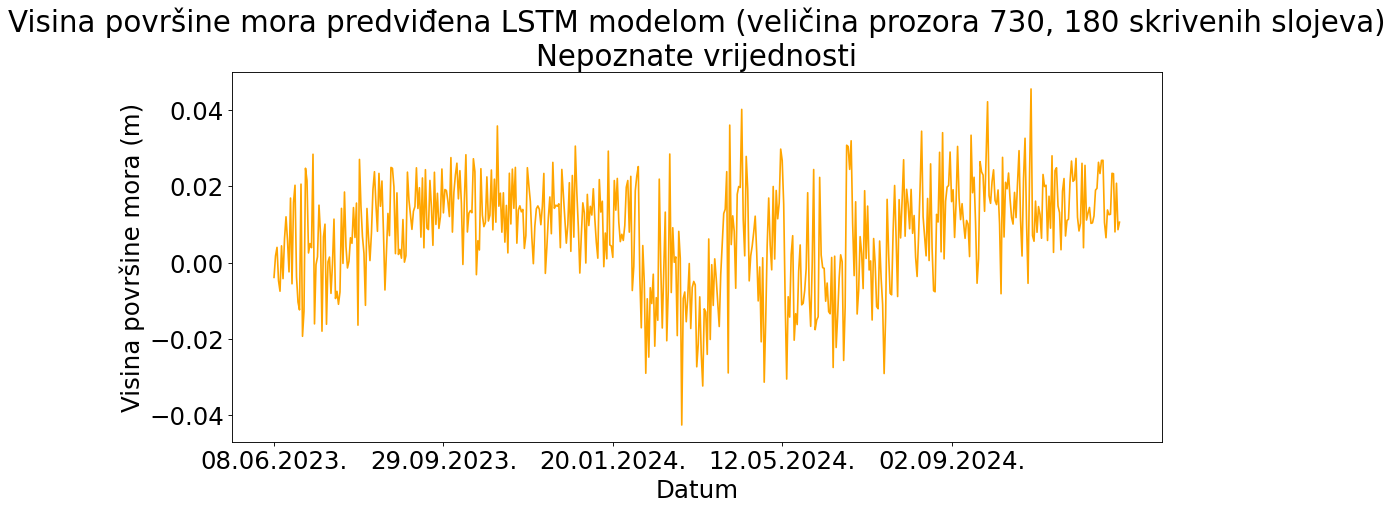 Visina površine mora predviđena LSTM modelom (veličina prozora 730, 180 skrivenih slojeva)
Nepoznate vrijednosti
Visina površine mora (m)
0.04
0.02
0.00
−0.02
−0.04
08.06.2023. 29.09.2023. 20.01.2024. 12.05.2024. 02.09.2024.
Datum